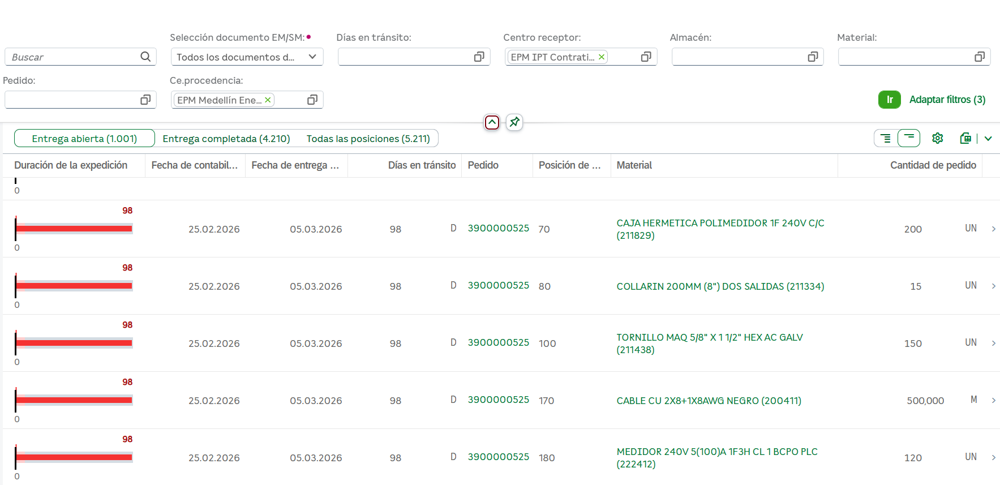 Selección documento EM/SM:
Días en tránsito:
Centro receptor:
Almacén:
Material:
Buscar
Todos los documentos d...
EPM IPT Contrati...
Pedido:
Ce.procedencia:
EPM Medellín Ene...
Ir
Adaptar filtros (3)
Entrega abierta (1.001)
Entrega completada (4.210)
Todas las posiciones (5.211)
Duración de la expedición
Fecha de contabil...
Fecha de entrega ...
Días en tránsito
Pedido
Posición de ...
Material
Cantidad de pedido
0
98
0
25.02.2026
05.03.2026
98 D
3900000525
70
CAJA HERMETICA POLIMEDIDOR 1F 240V C/C
(211829)
200 UN
98
0
25.02.2026
05.03.2026
98 D
3900000525
80
COLLARIN 200MM (8") DOS SALIDAS (211334)
15 UN
98
0
25.02.2026
05.03.2026
98 D
3900000525
100
TORNILLO MAQ 5/8" X 1 1/2" HEX AC GALV
(211438)
150 UN
98
0
25.02.2026
05.03.2026
98 D
3900000525
170
CABLE CU 2X8+1X8AWG NEGRO (200411)
500,000 M
98
0
25.02.2026
05.03.2026
98 D
3900000525
180
MEDIDOR 240V 5(100)A 1F3H CL 1 BCPO PLC
(222412)
120 UN